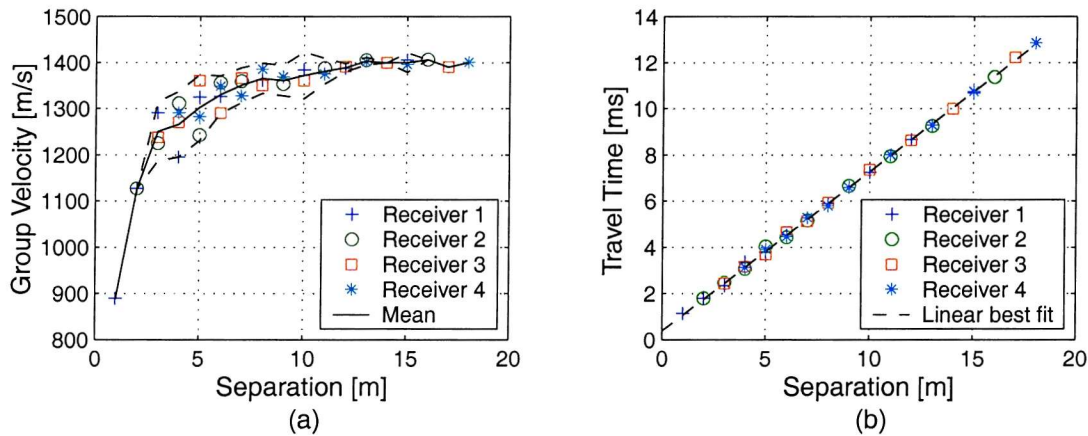 Group Velocity [m/s]
1500
1400
1300
1200
1100
1000
900
800
0
5
10
15
20
Separation [m]
Receiver 1
Receiver 2
Receiver 3
Receiver 4
Mean
(a)
Travel Time [ms]
14
12
10
8
6
4
2
0
0
5
10
15
20
Separation [m]
Receiver 1
Receiver 2
Receiver 3
Receiver 4
Linear best fit
(b)